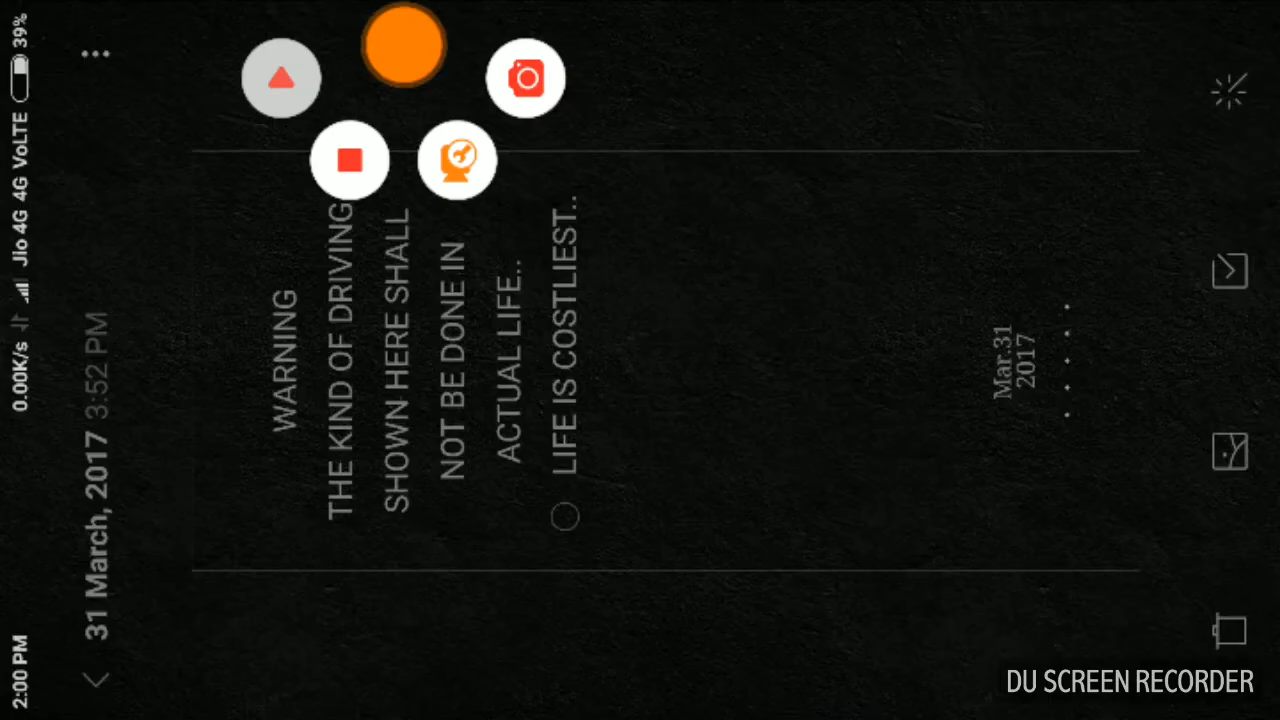 2:00 PM
0.00K/s Jio 4G 4G VoLTE 39%
31 March, 2017 3:52 PM
WARNING
THE KIND OF DRIVING
SHOWN HERE SHALL
NOT BE DONE IN
ACTUAL LIFE..
LIFE IS COSTLIEST..
Mar.31
2017
DU SCREEN RECORDER